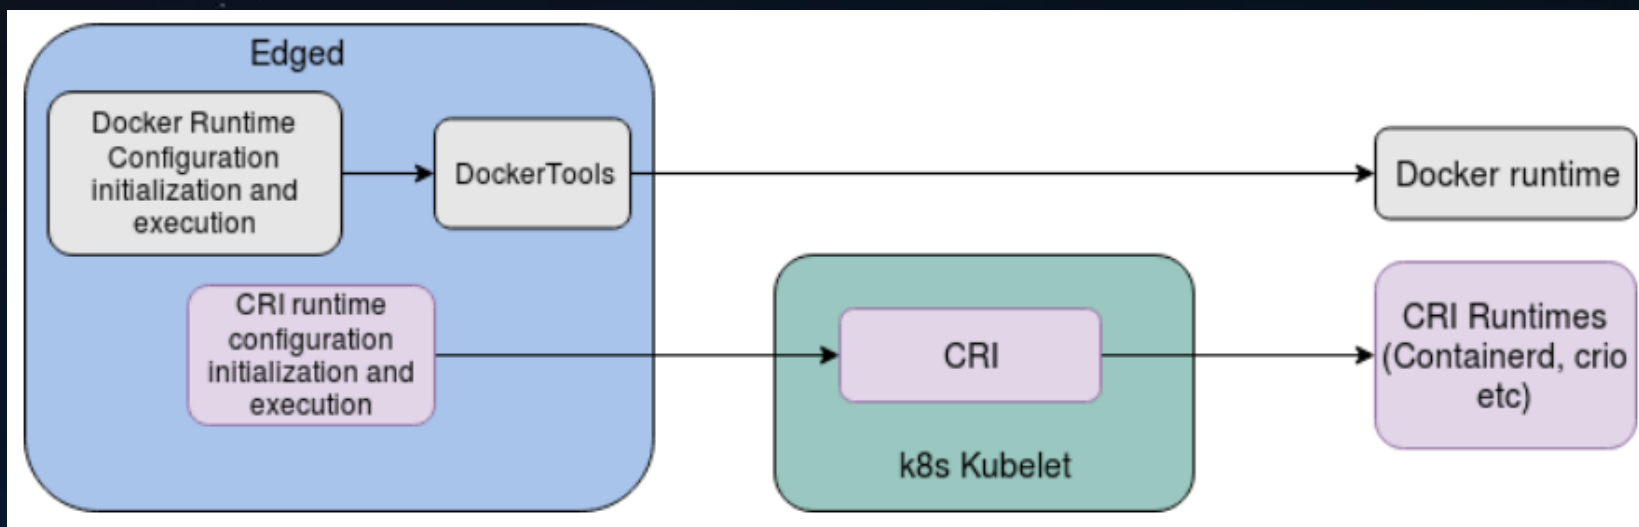 Edged
Docker Runtime
Configuration
initialization and
execution
DockerTools
Docker runtime
CRI runtime
configuration
initialization and
execution
CRI
k8s Kubelet
CRI Runtimes
(Containerd, crio
etc)